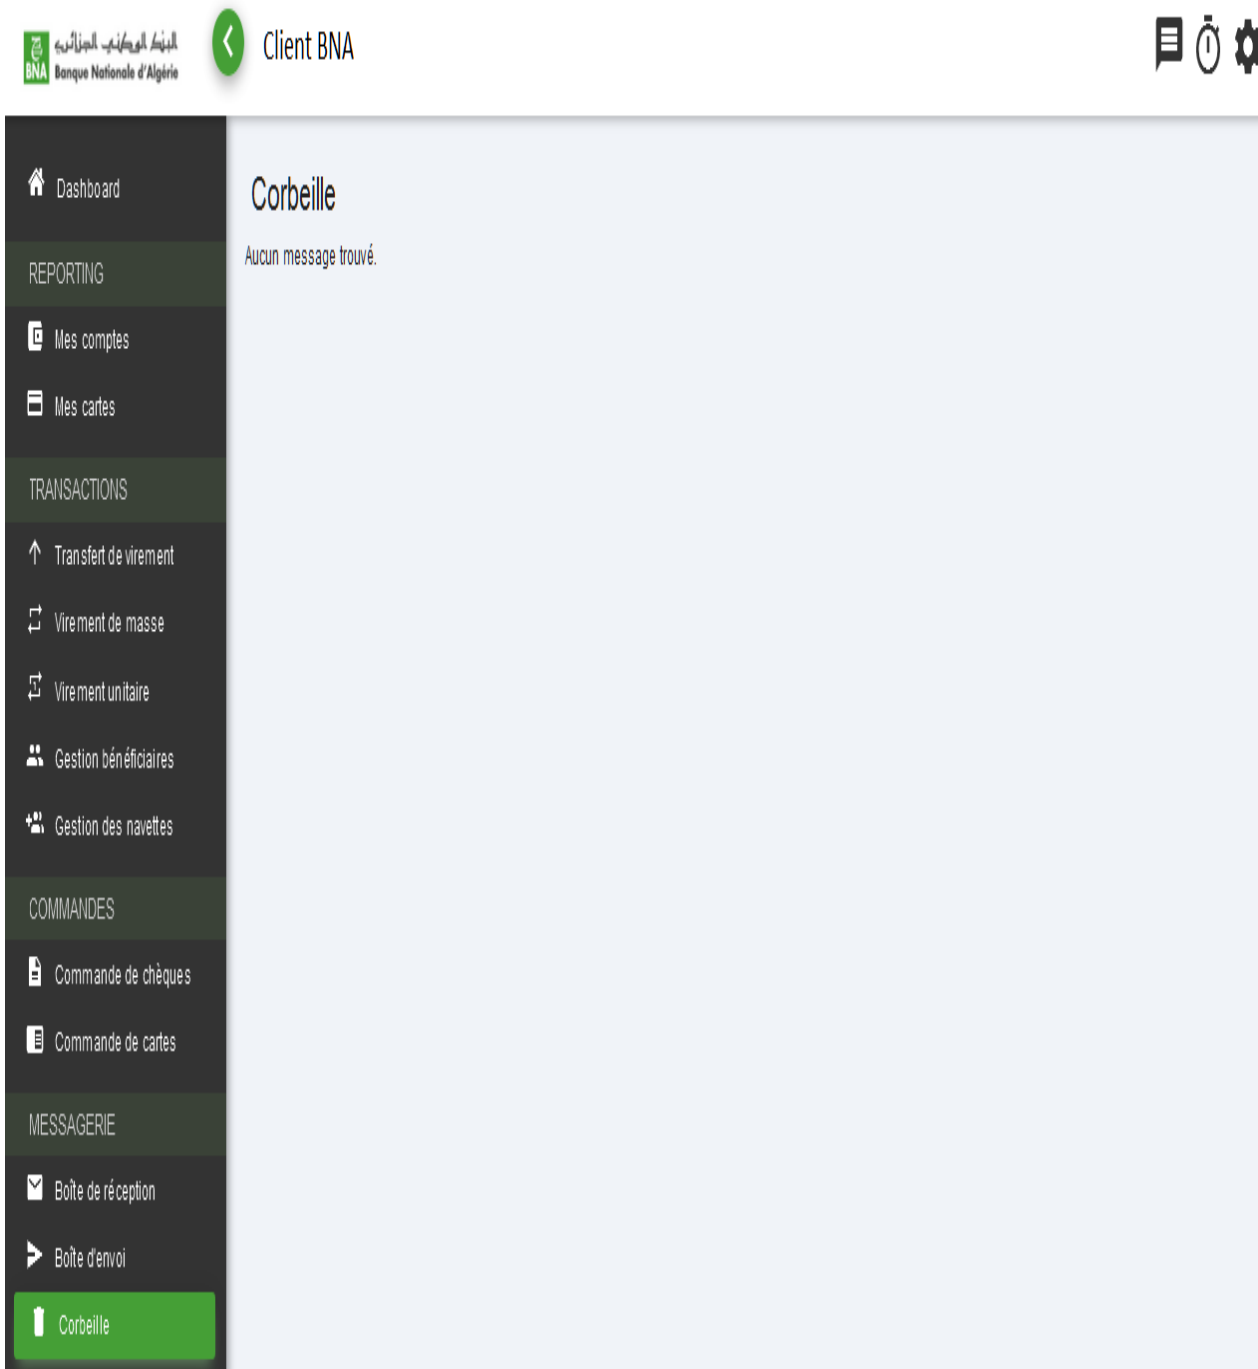 البنك الوطني الجزائري
BNA
Banque Nationale d'Algérie
Client BNA
Dashboard
REPORTING
Mes comptes
Mes cartes
TRANSACTIONS
Transfert de virement
Virement de masse
Virement unitaire
Gestion bénéficiaires
Gestion des navettes
COMMANDES
Commande de chèques
Commande de cartes
MESSAGERIE
Boîte de réception
Boîte d'envoi
Corbeille
Corbeille
Aucun message trouvé.